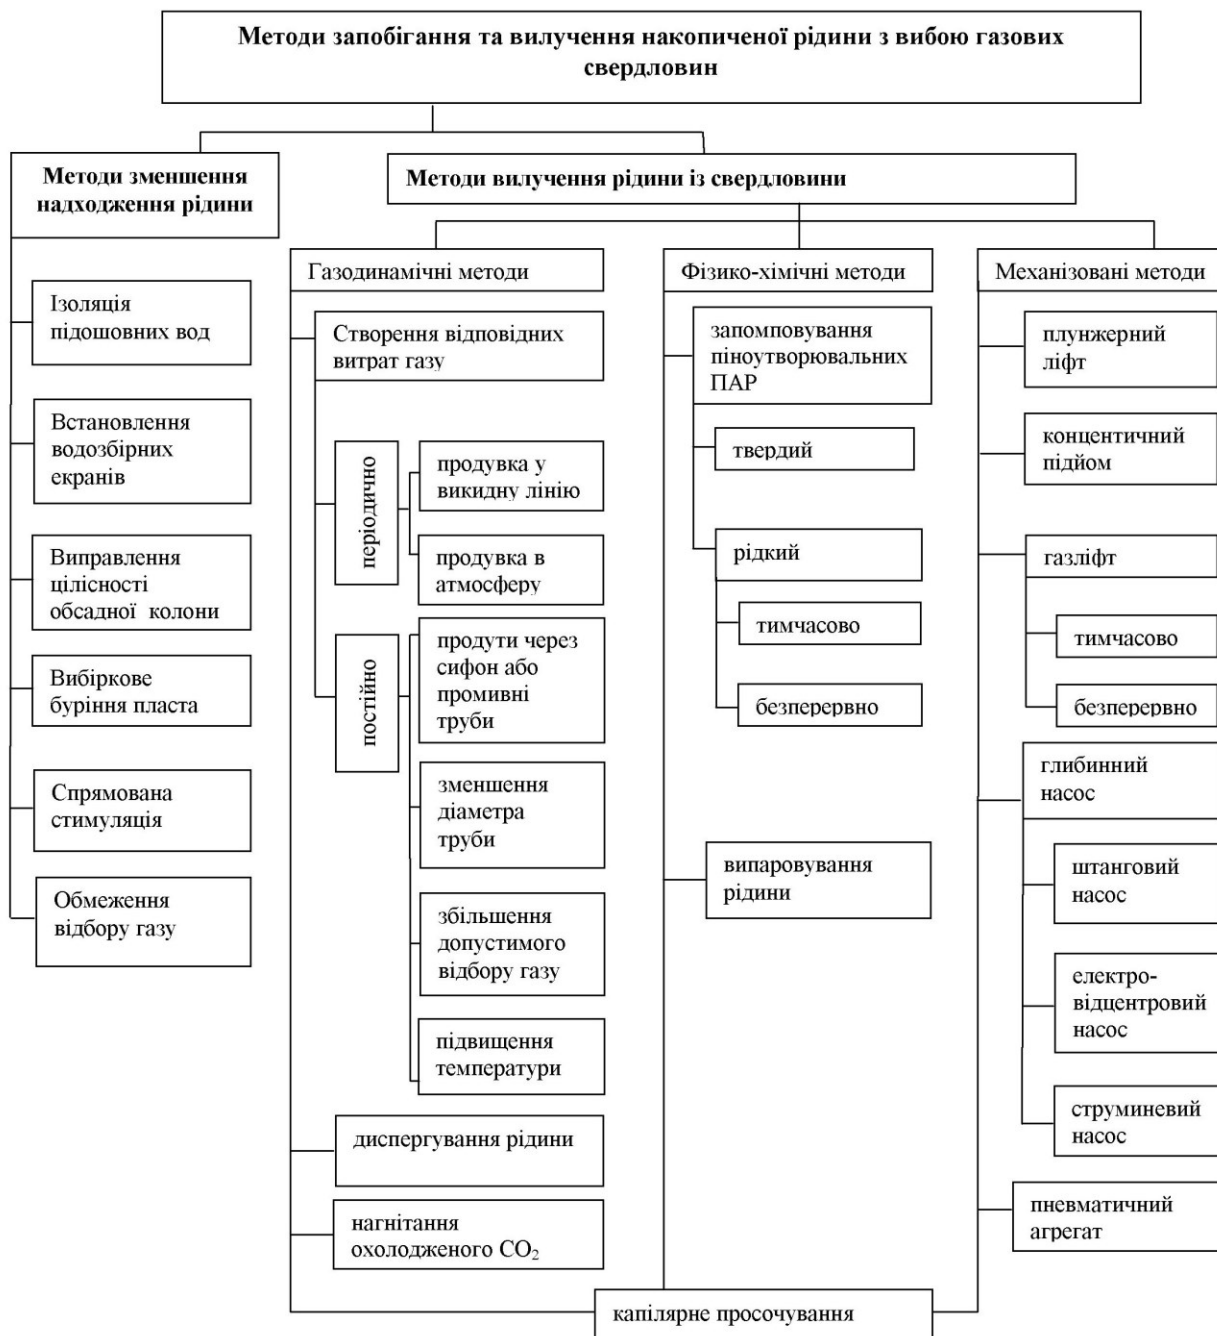 Методи запобігання та вилучення накопиченої рідини з вибою газових
свердловин
Методи зменшення
надходження рідини
Методи вилучення рідини із свердловини
Ізоляція
підошовних вод
Встановлення
водозбірних
екранів
Виправлення
цілісності
обсадної колони
Вибіркове
буріння пласта
Спрямована
стимуляція
Обмеження
відбору газу
Газодинамічні методи
Створення відповідних
витрат газу
періодично
продувка у
викидну лінію
продувка в
атмосферу
постійно
продути через
сифон або
промивні
труби
зменшення
діаметра
труби
збільшення
допустимого
відбору газу
підвищення
температури
диспергування рідини
нагнітання
охолодженого CO₂
Фізико-хімічні методи
запомповування
піноутворювальних
ПАР
твердий
рідкий
тимчасово
безперервно
випаровування
рідини
Механізовані методи
плунжерний
ліфт
концентичний
підйом
газліфт
тимчасово
безперервно
глибинний
насос
штанговий
насос
електро-
відцентровий
насос
струминевий
насос
пневматичний
агрегат
капілярне просочування